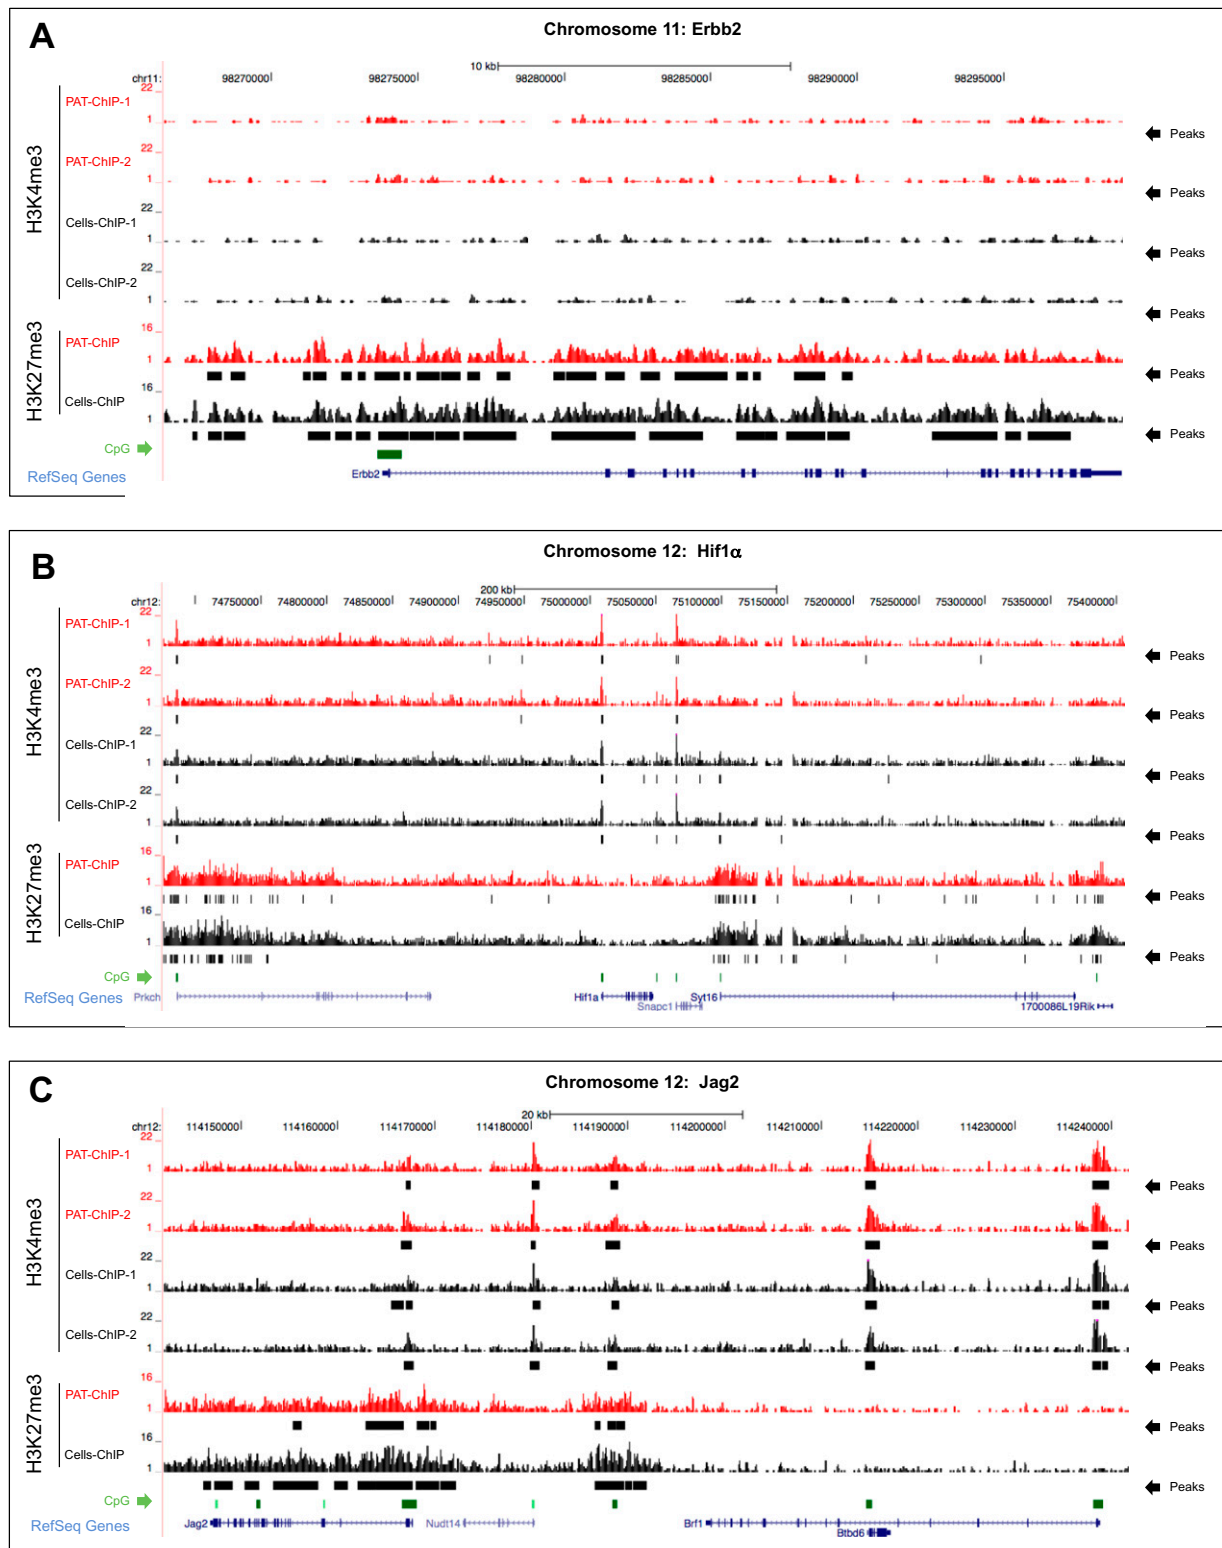 A
Chromosome 11: Erbb2
10 kb
chr11: 98270000 98275000 98280000 98285000 98290000 98295000
H3K4me3
22
PAT-ChIP-1
1
Peaks
22
PAT-ChIP-2
1
Peaks
22
Cells-ChIP-1
1
Peaks
22
Cells-ChIP-2
1
Peaks
H3K27me3
16
PAT-ChIP
1
Peaks
16
Cells-ChIP
1
Peaks
CpG
RefSeq Genes
Erbb2
B
Chromosome 12: Hif1α
200 kb
chr12: 74750000 74800000 74850000 74900000 74950000 75000000 75050000 75100000 75150000 75200000 75250000 75300000 75350000 75400000
H3K4me3
22
PAT-ChIP-1
1
Peaks
22
PAT-ChIP-2
1
Peaks
22
Cells-ChIP-1
1
Peaks
22
Cells-ChIP-2
1
Peaks
H3K27me3
16
PAT-ChIP
1
Peaks
16
Cells-ChIP
1
Peaks
CpG
RefSeq Genes
Prkch Hif1a Syt16
Snapc1 1700086L19Rik
C
Chromosome 12: Jag2
20 kb
chr12: 114150000 114160000 114170000 114180000 114190000 114200000 114210000 114220000 114230000 114240000
H3K4me3
22
PAT-ChIP-1
1
Peaks
22
PAT-ChIP-2
1
Peaks
22
Cells-ChIP-1
1
Peaks
22
Cells-ChIP-2
1
Peaks
H3K27me3
16
PAT-ChIP
1
Peaks
16
Cells-ChIP
1
Peaks
CpG
RefSeq Genes
Jag2 Nudt14 Brf1
Btbd6